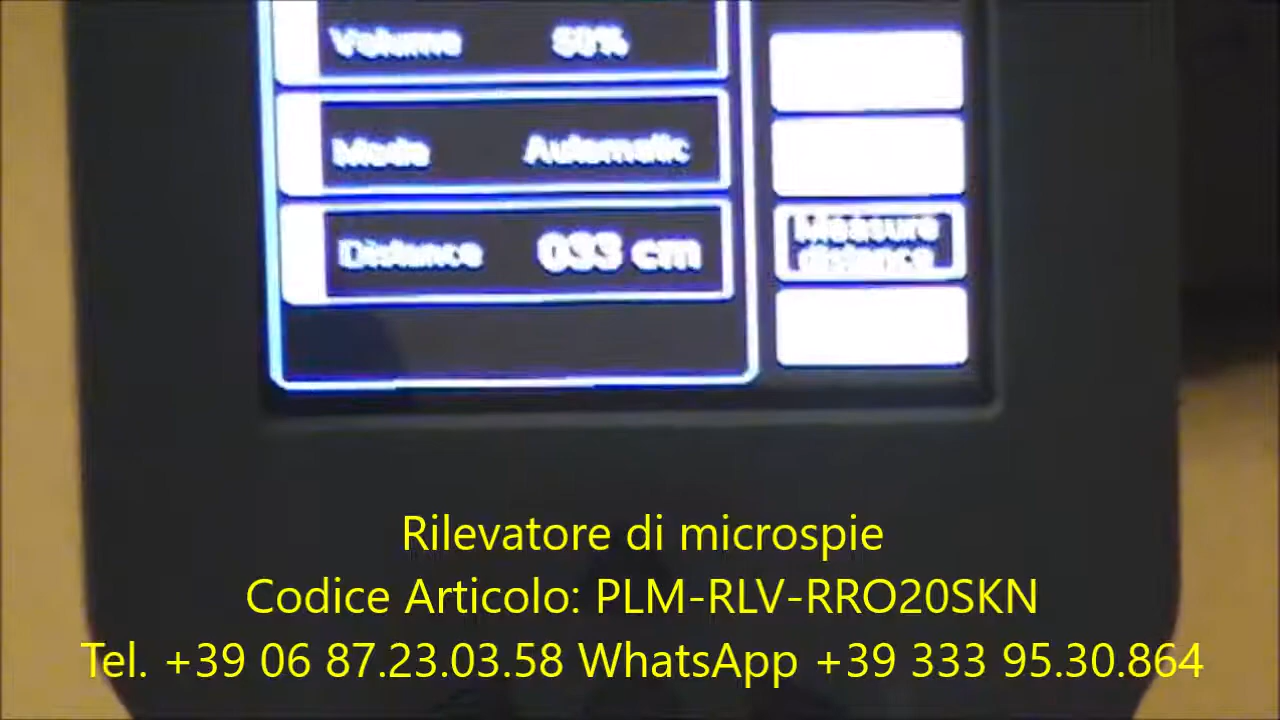 Volume 50%
Mode Automatic
Distance 033 cm
Measure
distance
Rilevatore di microspie
Codice Articolo: PLM-RLV-RRO20SKN
Tel. +39 06 87.23.03.58 WhatsApp +39 333 95.30.864